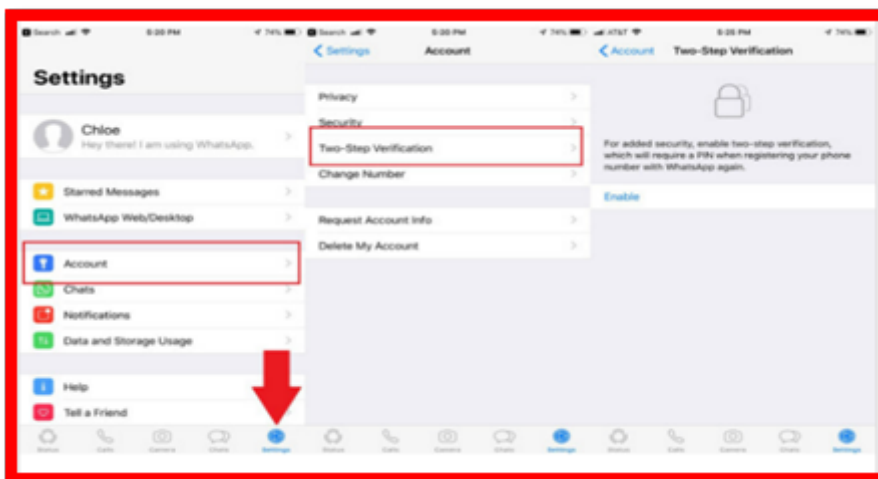 Search 5:20 PM 74%
Settings
Chloe
Hey there! I am using WhatsApp.
Starred Messages
WhatsApp Web/Desktop
Account
Chats
Notifications
Data and Storage Usage
Help
Tell a Friend
Status Calls Camera Chats Settings
Search 5:20 PM 74%
Settings Account
Privacy
Security
Two-Step Verification
Change Number
Request Account Info
Delete My Account
Status Calls Camera Chats Settings
AT&T 5:25 PM 74%
Account Two-Step Verification
For added security, enable two-step verification,
which will require a PIN when registering your phone
number with WhatsApp again.
Enable
Status Calls Camera Chats Settings